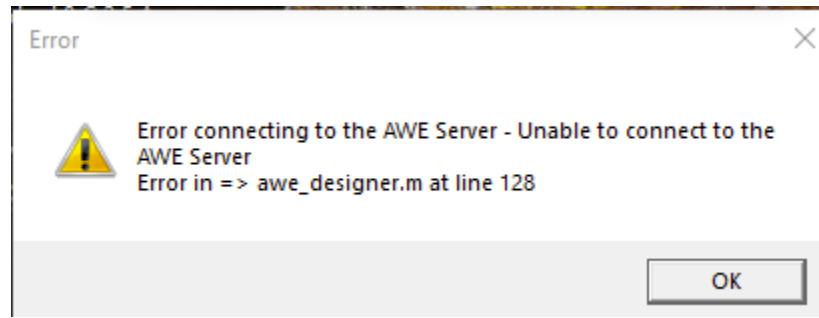 Error
Error connecting to the AWE Server - Unable to connect to the
AWE Server
Error in => awe_designer.m at line 128
OK